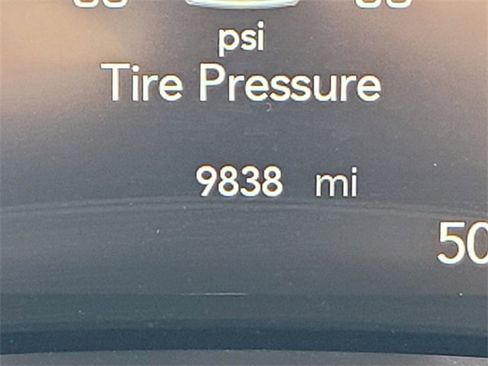 psi
Tire Pressure
9838 mi
50